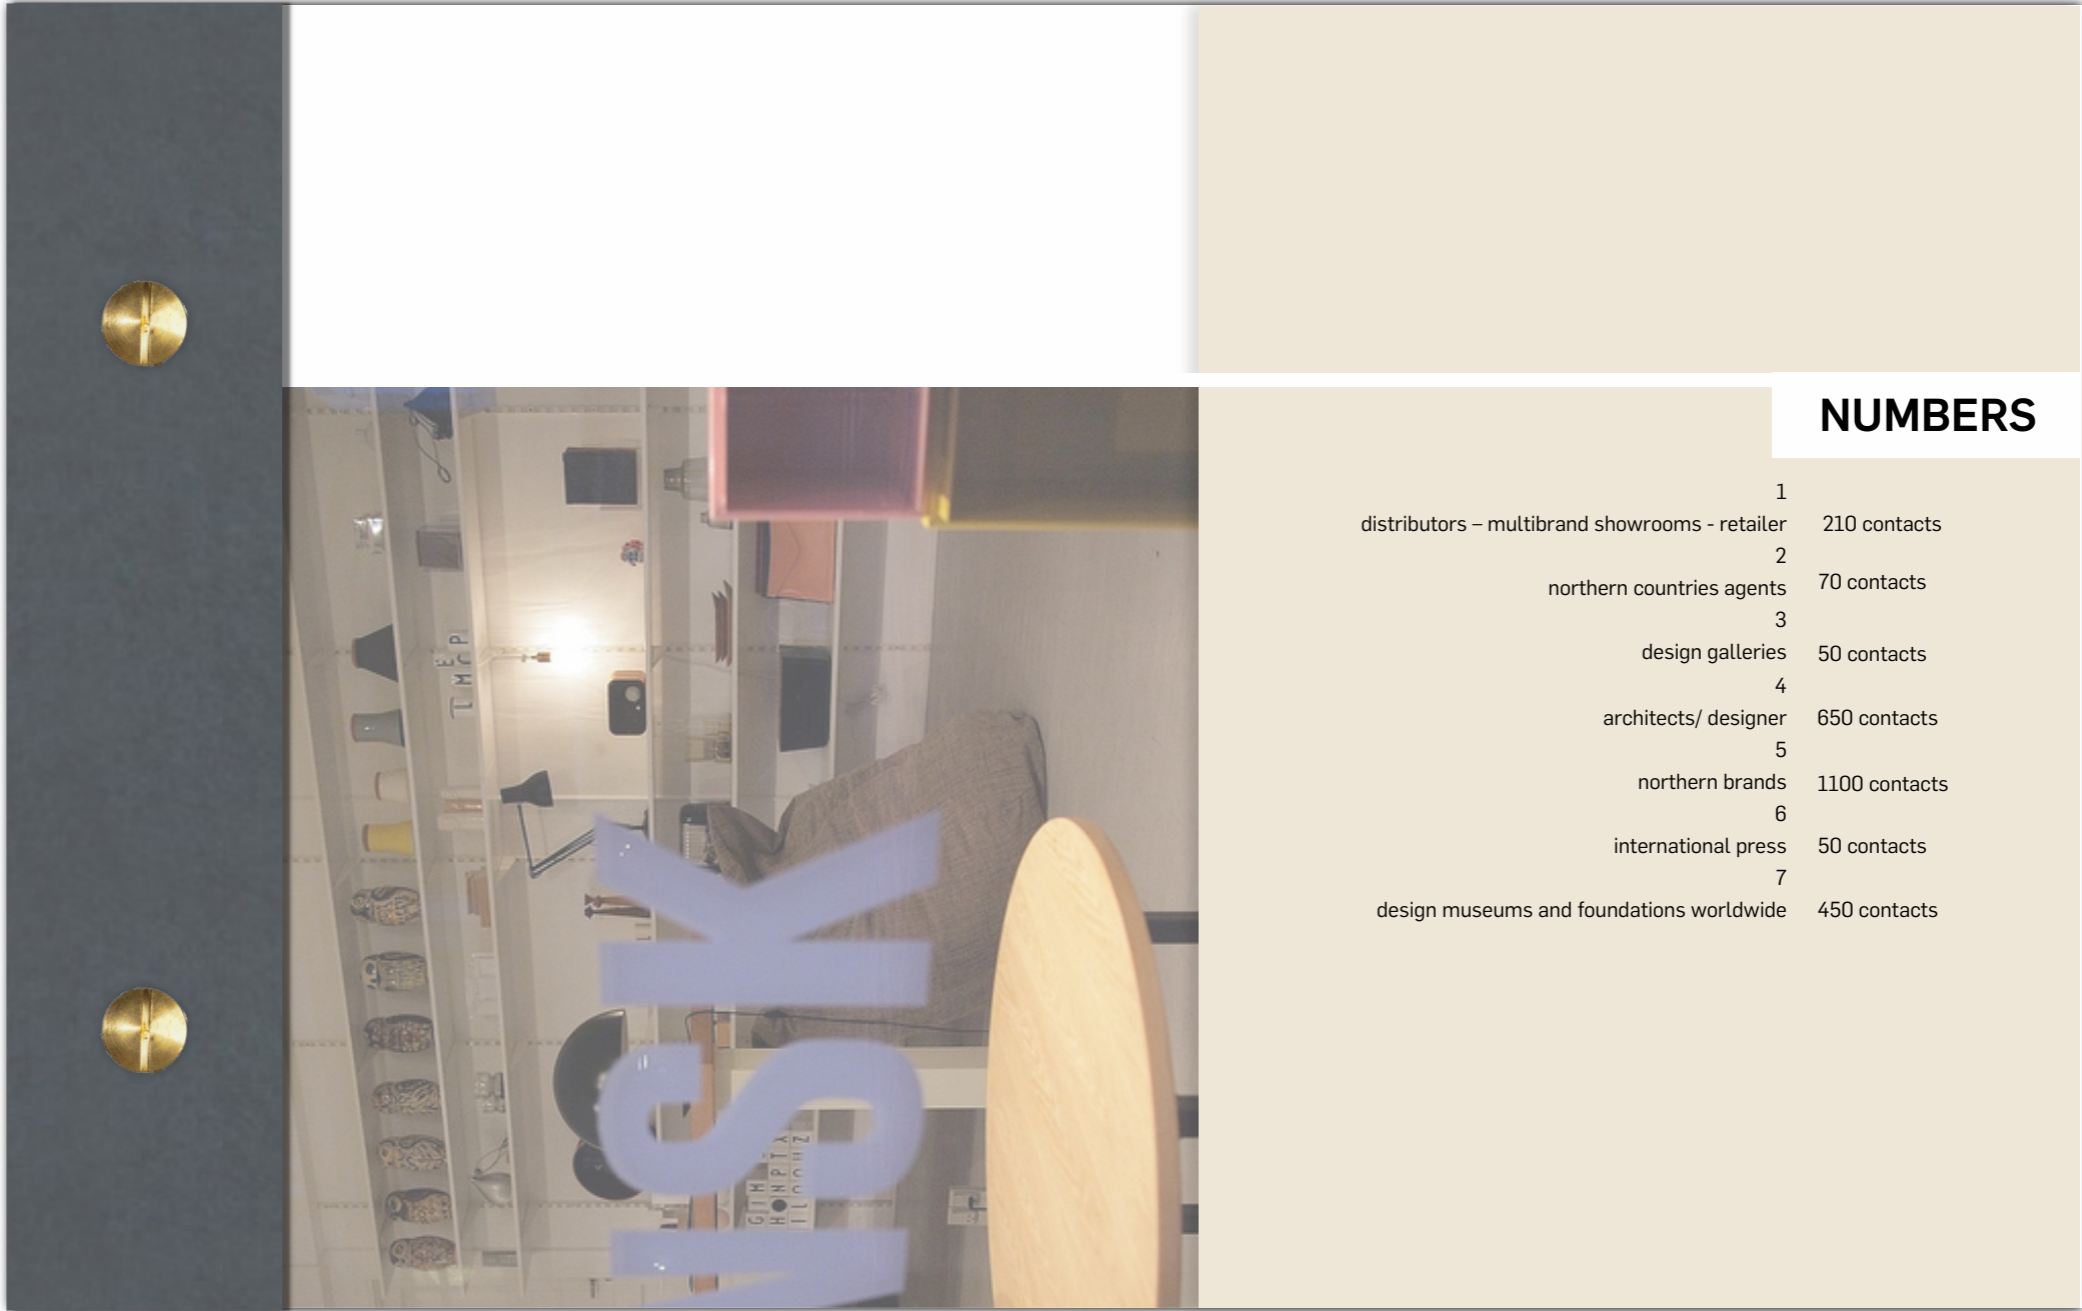 NUMBERS
1
distributors – multibrand showrooms - retailer 210 contacts
2
northern countries agents 70 contacts
3
design galleries 50 contacts
4
architects/ designer 650 contacts
5
northern brands 1100 contacts
6
international press 50 contacts
7
design museums and foundations worldwide 450 contacts
SK